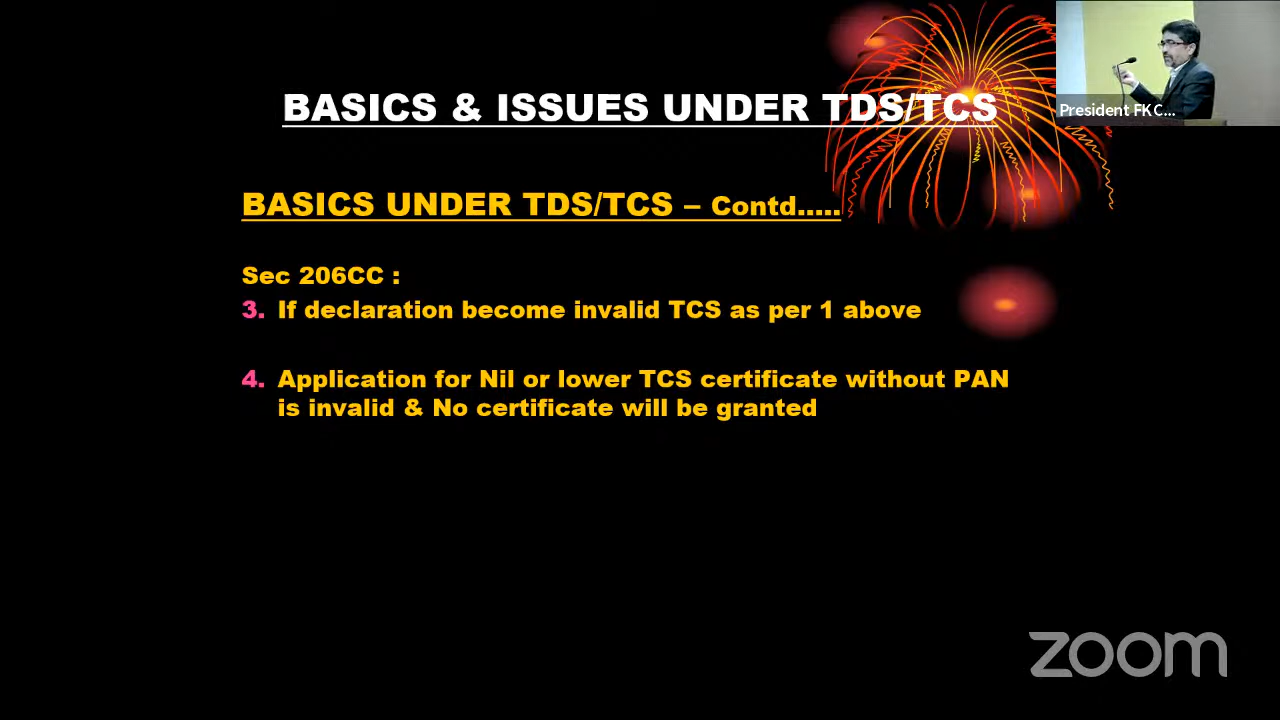 BASICS & ISSUES UNDER TDS/TCS
President FKC...
BASICS UNDER TDS/TCS – Contd.....
Sec 206CC :
3. If declaration become invalid TCS as per 1 above
4. Application for Nil or lower TCS certificate without PAN
is invalid & No certificate will be granted
zoom